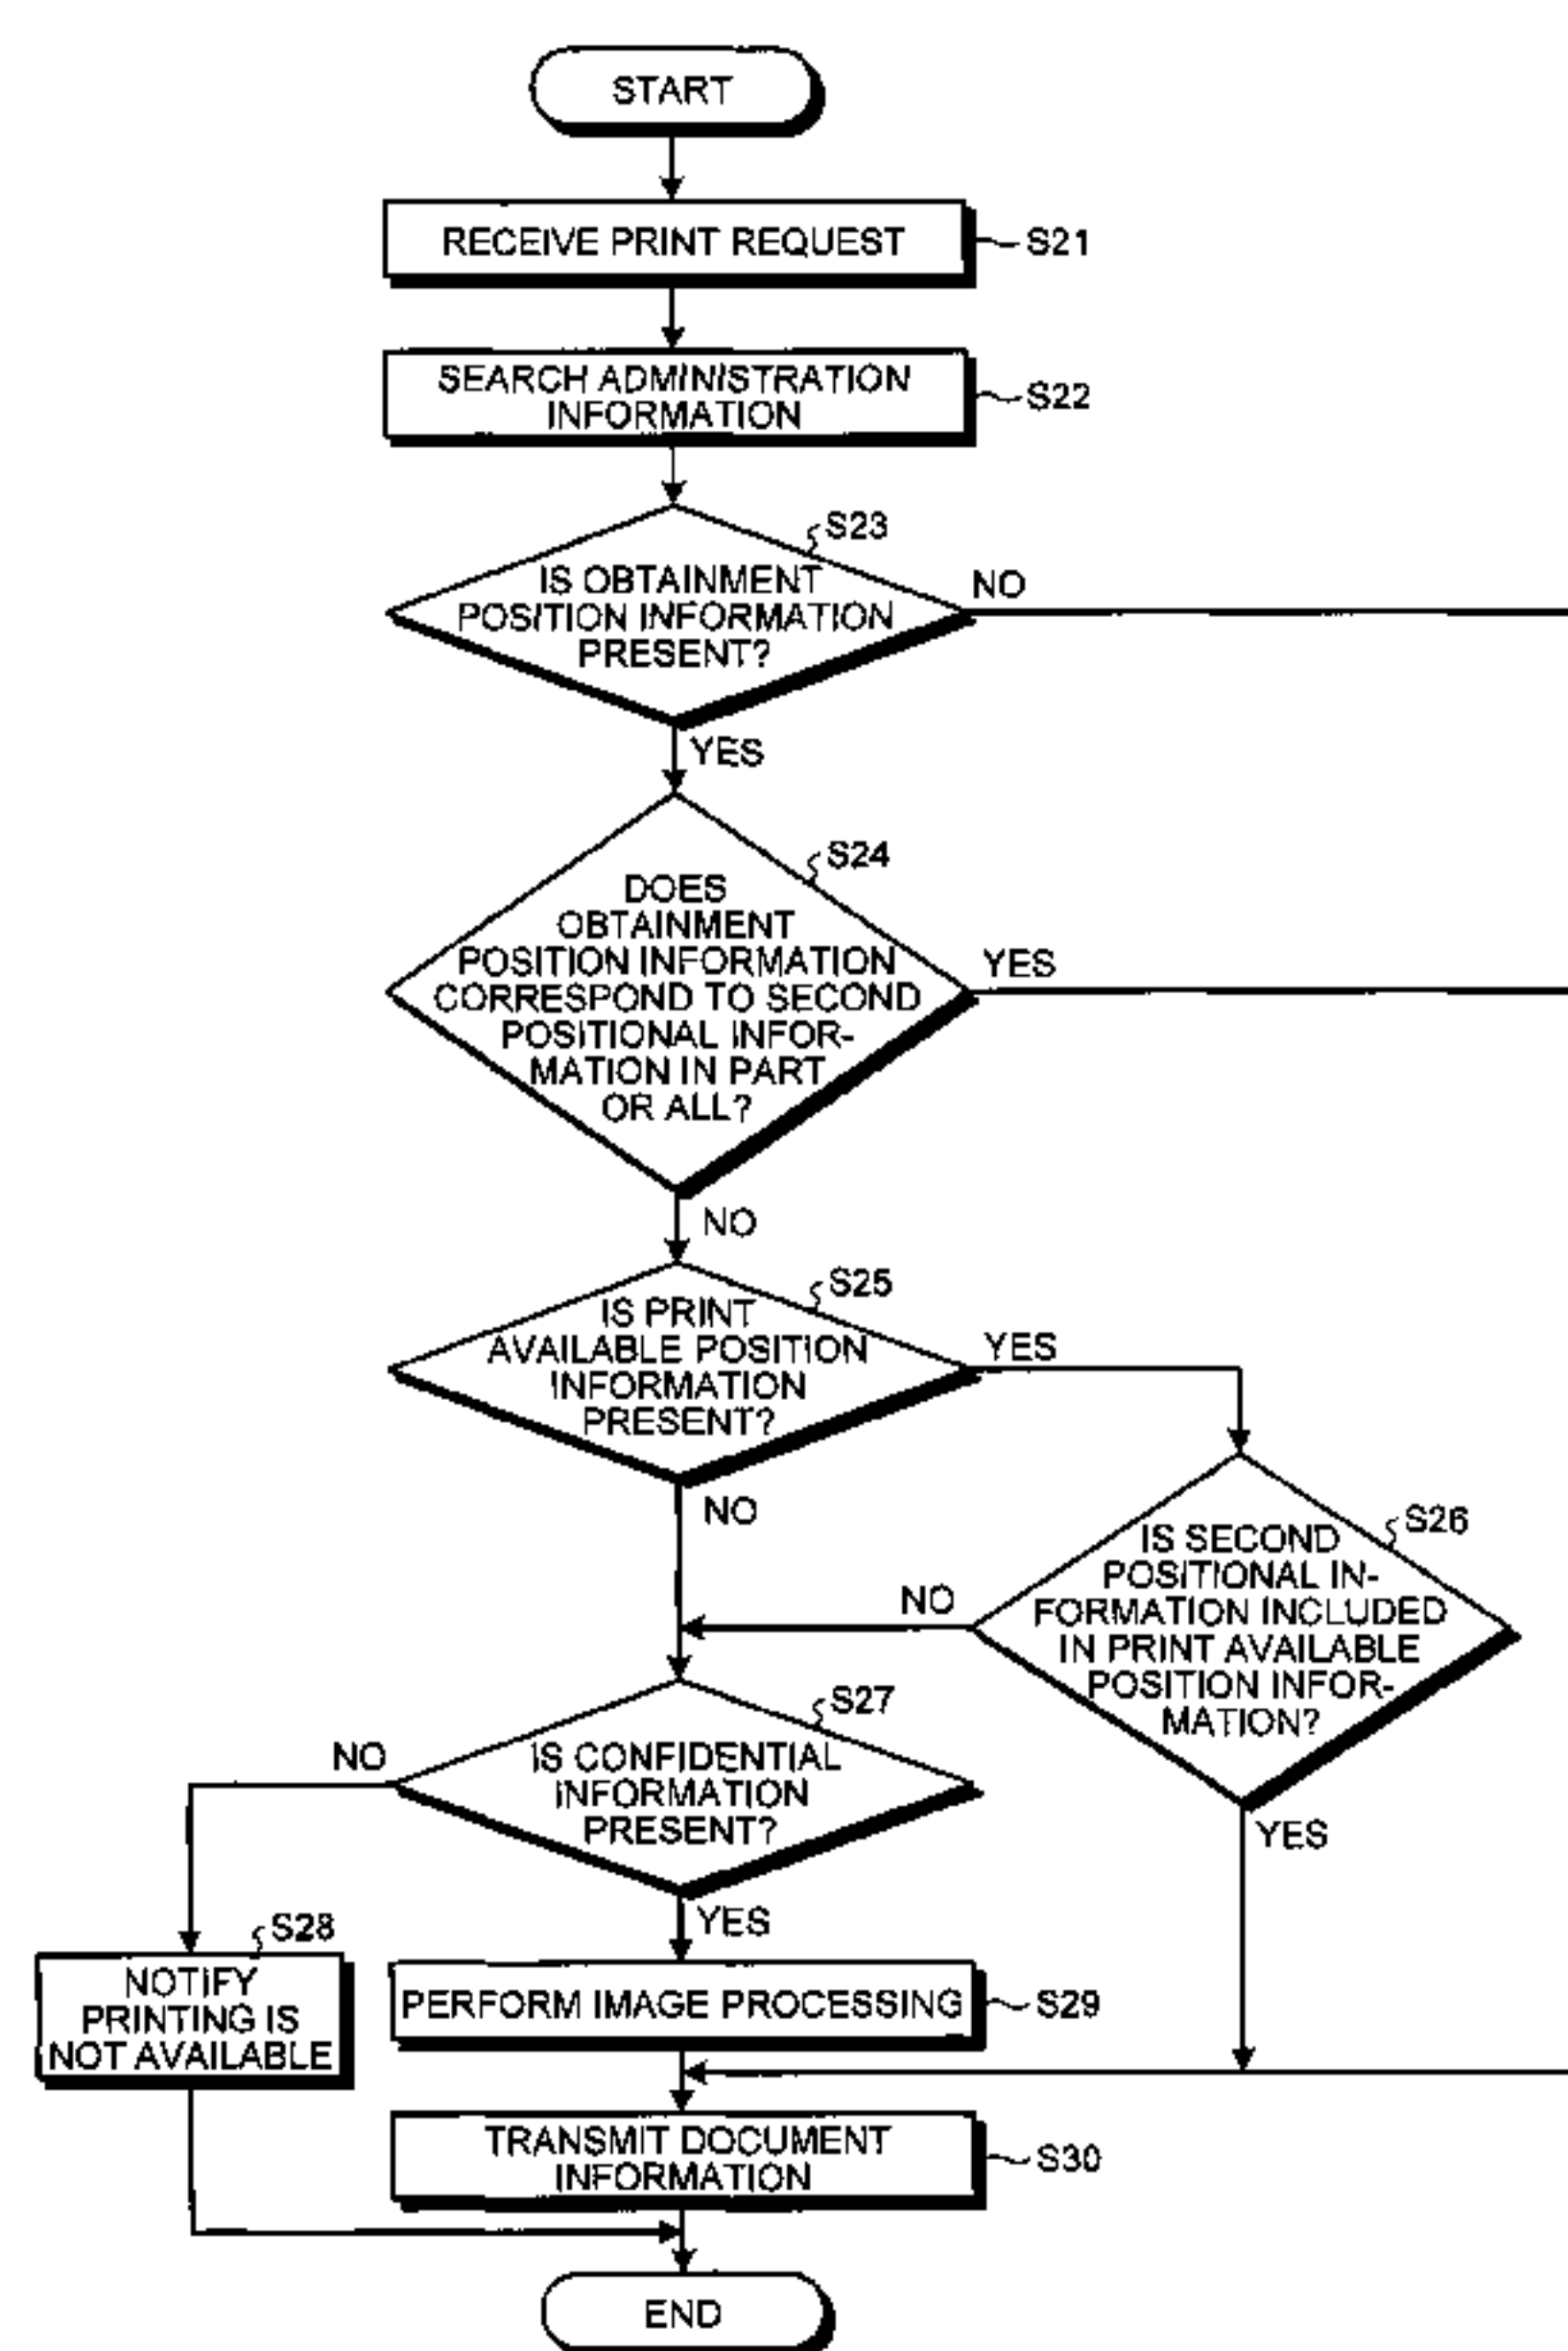 START
RECEIVE PRINT REQUEST
S21
SEARCH ADMINISTRATION
INFORMATION
S22
S23
IS OBTAINMENT
POSITION INFORMATION
PRESENT?
NO
YES
S24
DOES
OBTAINMENT
POSITION INFORMATION
CORRESPOND TO SECOND
POSITIONAL INFOR-
MATION IN PART
OR ALL?
YES
NO
S25
IS PRINT
AVAILABLE POSITION
INFORMATION
PRESENT?
YES
NO
S26
IS SECOND
POSITIONAL IN-
FORMATION INCLUDED
IN PRINT AVAILABLE
POSITION INFOR-
MATION?
NO
YES
S27
IS CONFIDENTIAL
INFORMATION
PRESENT?
NO
YES
S28
NOTIFY
PRINTING IS
NOT AVAILABLE
PERFORM IMAGE PROCESSING
S29
TRANSMIT DOCUMENT
INFORMATION
S30
END